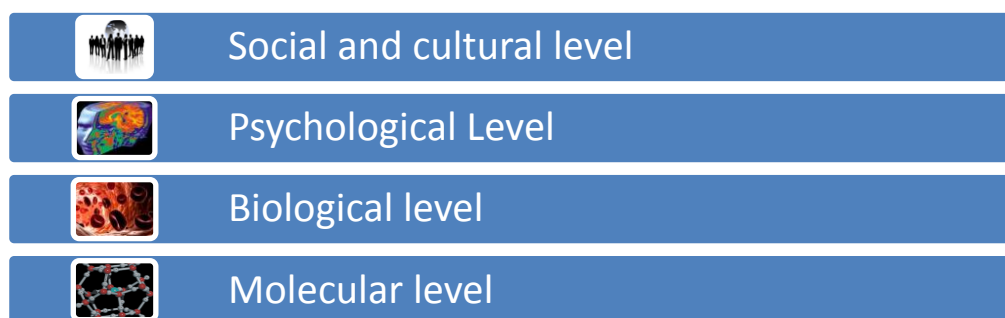 Social and cultural level
Psychological Level
Biological level
Molecular level